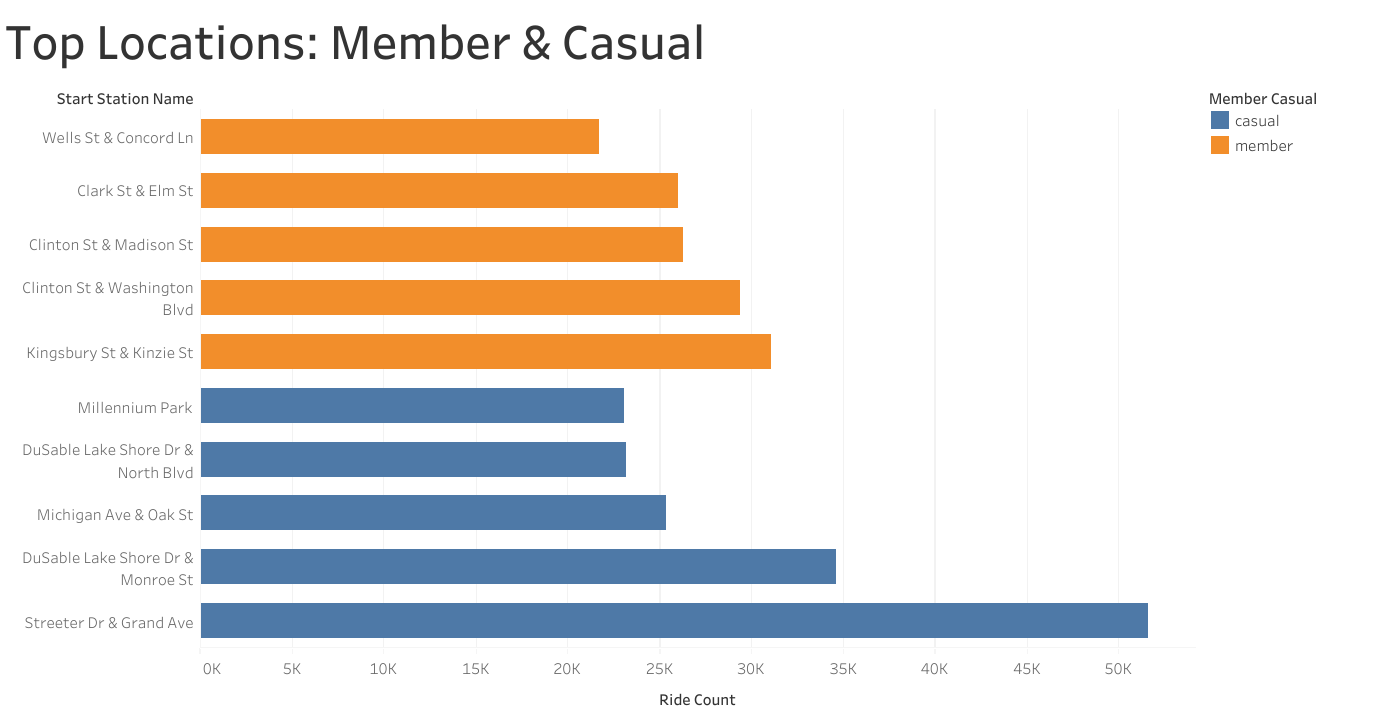 Top Locations: Member & Casual
Start Station Name
Member Casual
casual
member
Wells St & Concord Ln
Clark St & Elm St
Clinton St & Madison St
Clinton St & Washington
Blvd
Kingsbury St & Kinzie St
Millennium Park
DuSable Lake Shore Dr &
North Blvd
Michigan Ave & Oak St
DuSable Lake Shore Dr &
Monroe St
Streeter Dr & Grand Ave
0K 5K 10K 15K 20K 25K 30K 35K 40K 45K 50K
Ride Count